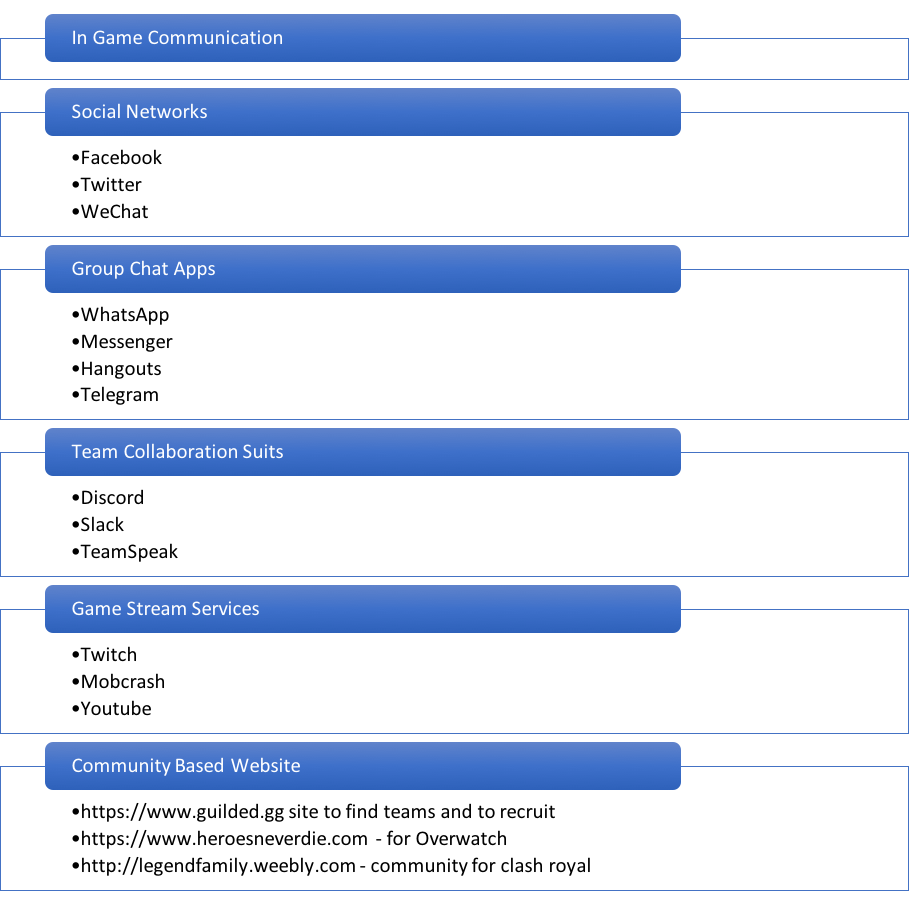 In Game Communication
Social Networks
•Facebook
•Twitter
•WeChat
Group Chat Apps
•WhatsApp
•Messenger
•Hangouts
•Telegram
Team Collaboration Suits
•Discord
•Slack
•TeamSpeak
Game Stream Services
•Twitch
•Mobcrash
•Youtube
Community Based Website
•https://www.guilded.gg site to find teams and to recruit
•https://www.heroesneverdie.com - for Overwatch
•http://legendfamily.weebly.com - community for clash royal